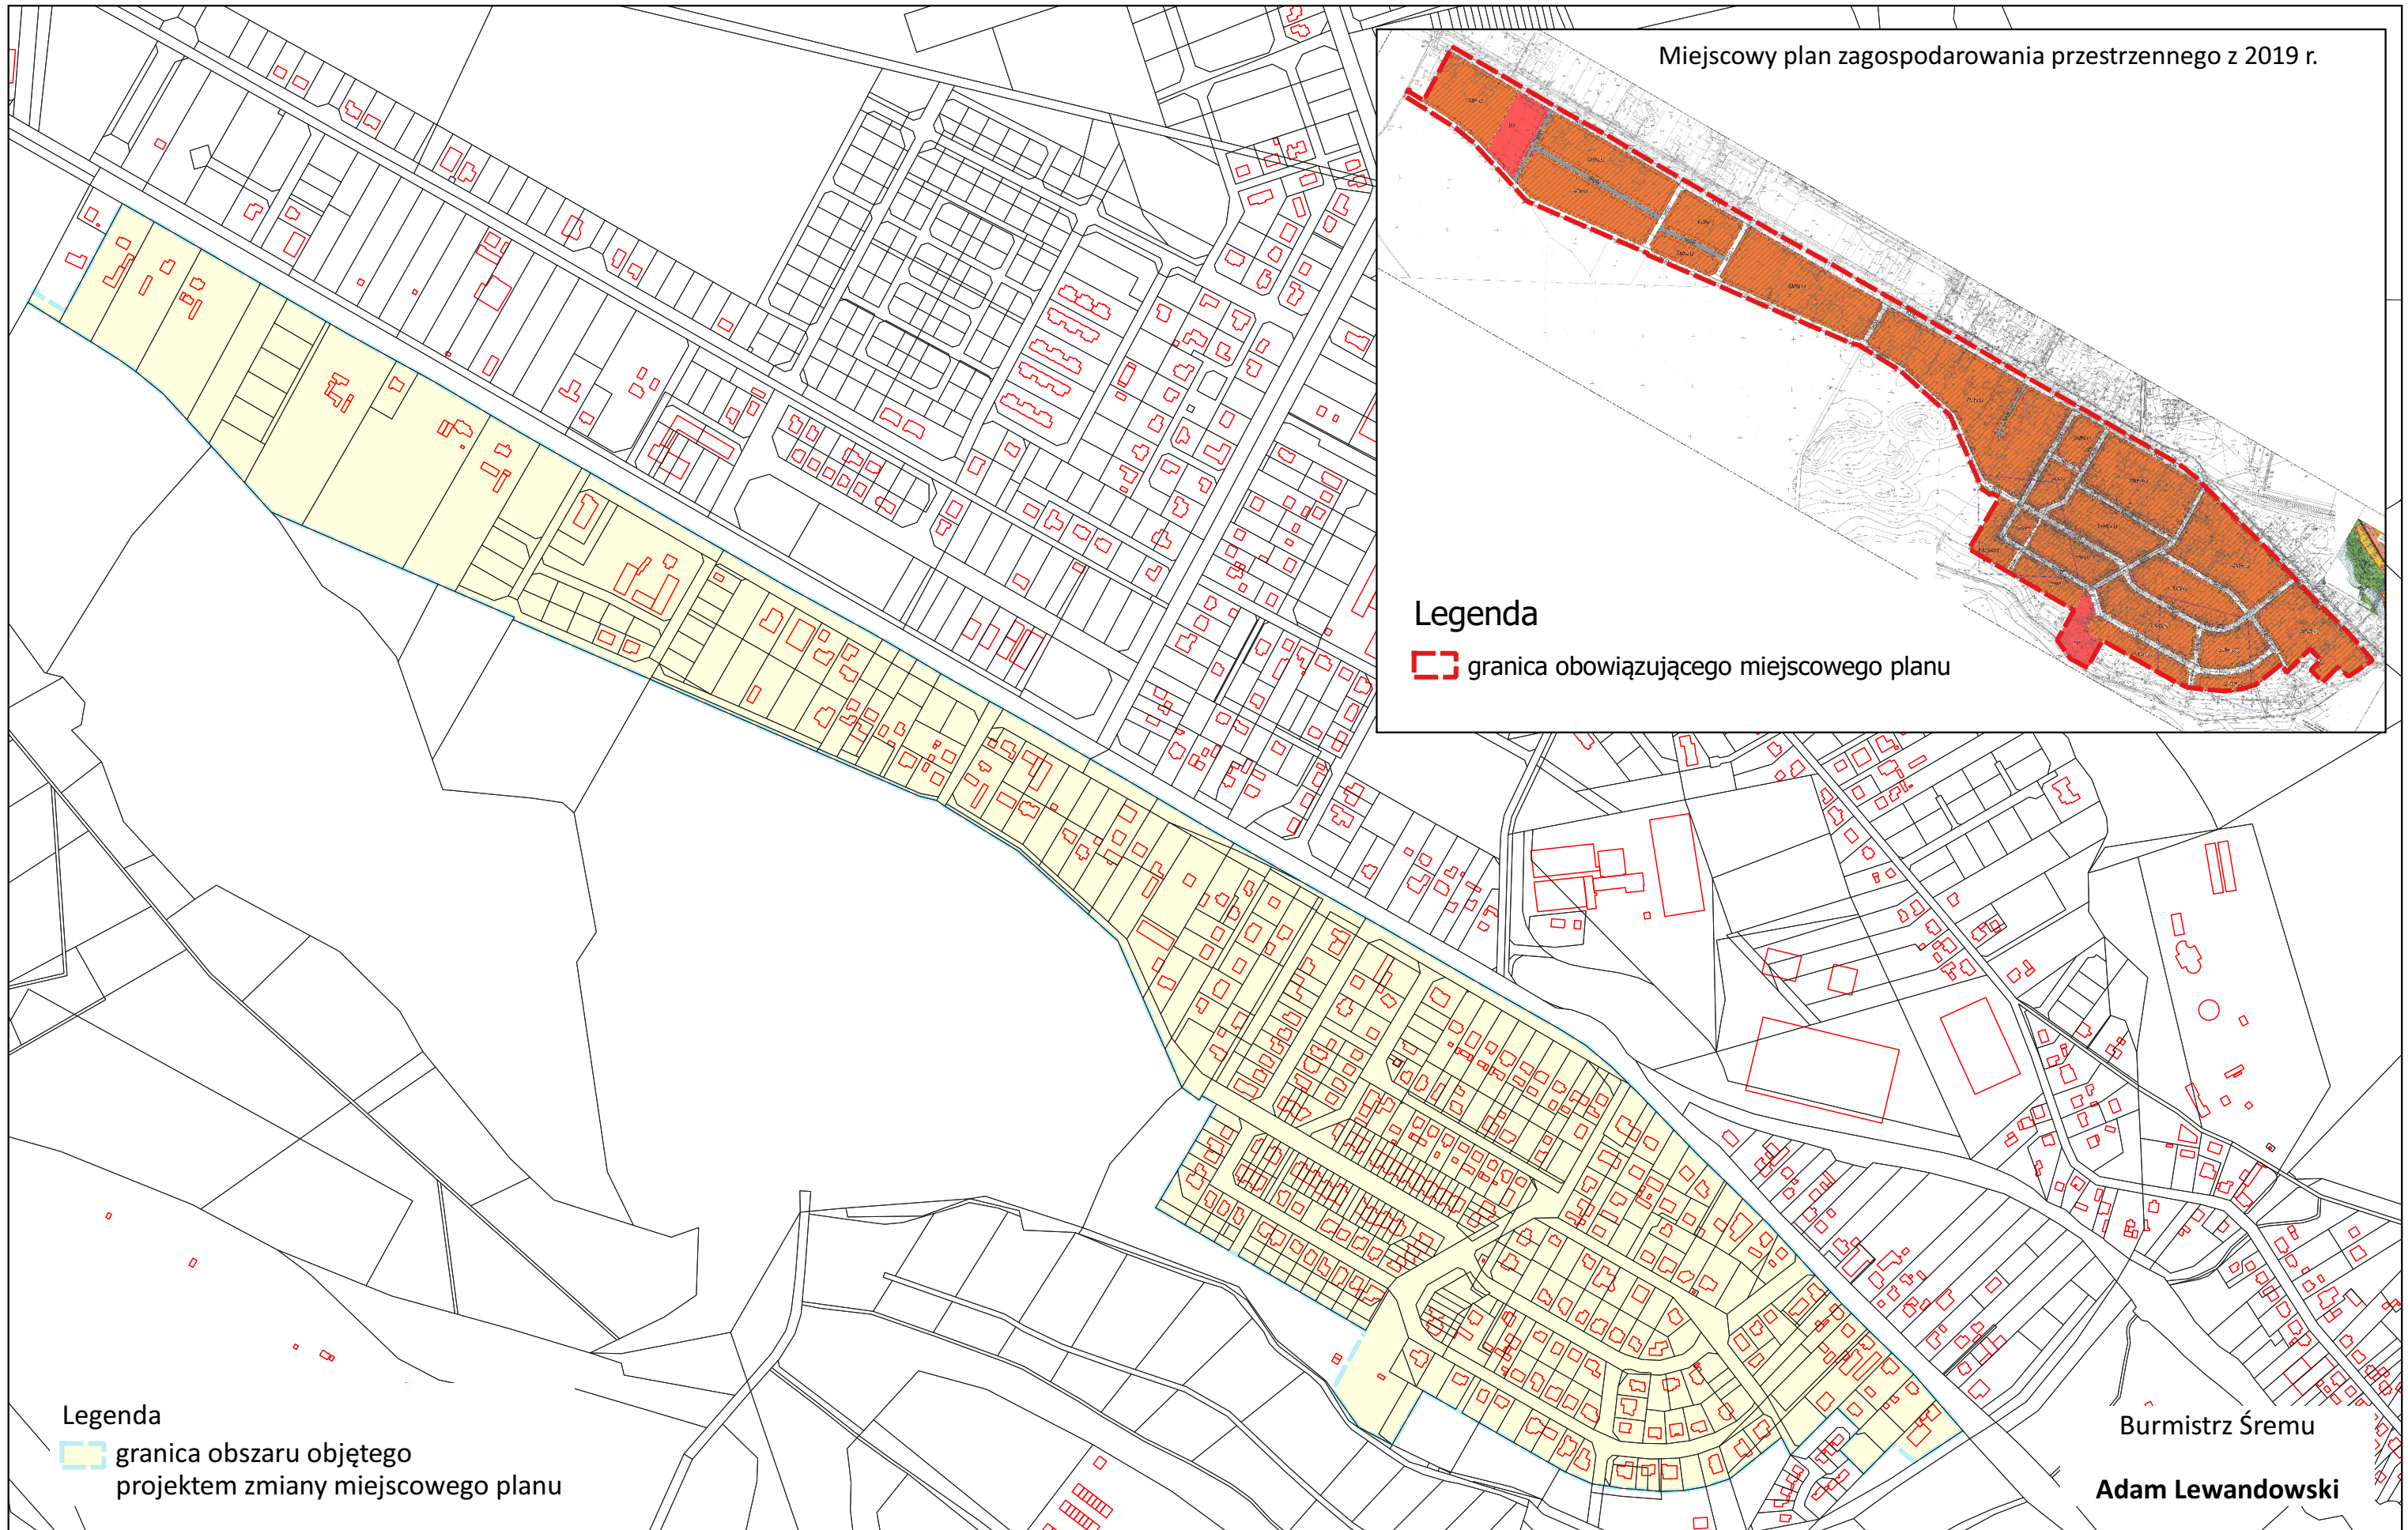 Miejscowy plan zagospodarowania przestrzennego z 2019 r.
Legenda
granica obowiązującego miejscowego planu
Legenda
granica obszaru objętego
projektem zmiany miejscowego planu
Burmistrz Śremu
Adam Lewandowski